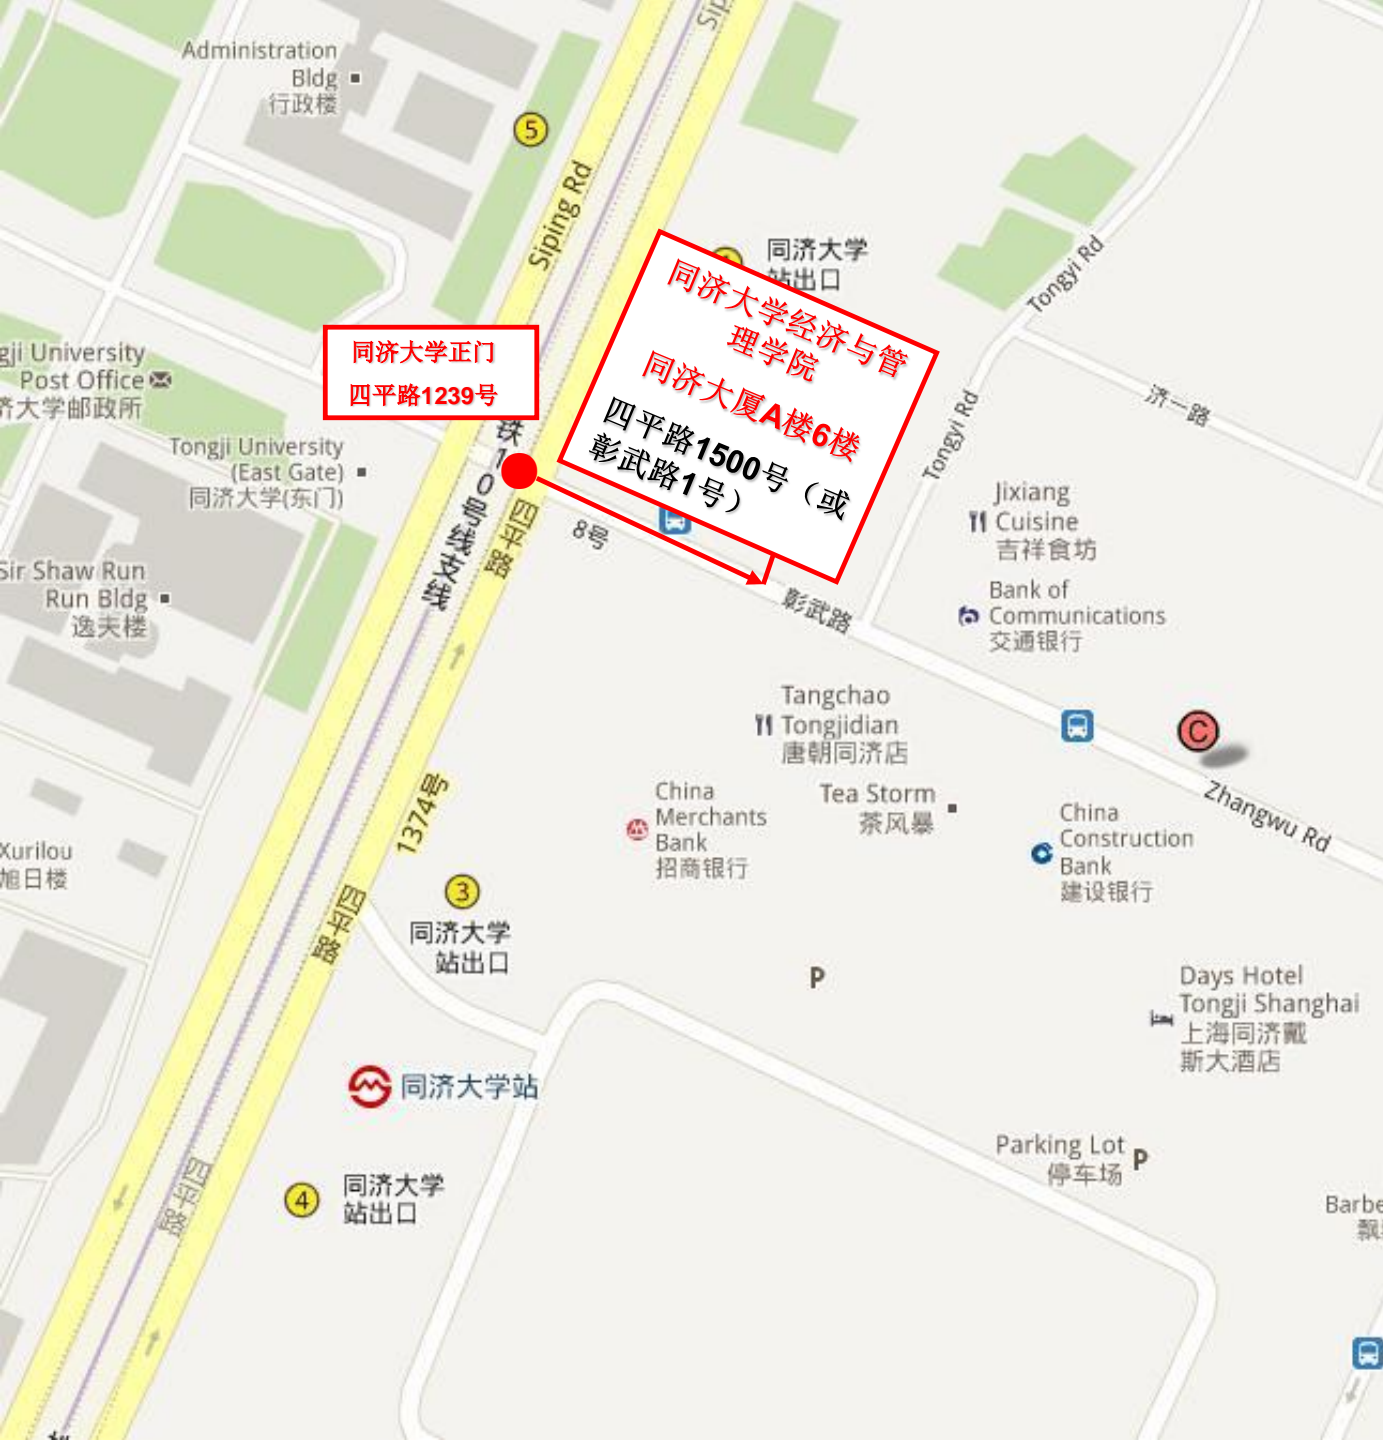 Administration
Bldg
行政楼
5
Siping Rd
同济大学
站出口
同济大学经济与管
理学院
同济大厦A楼6楼
四平路1500号（或
彰武路1号）
同济大学正门
四平路1239号
Tongyi Rd
济一路
gji University
Post Office
济大学邮政所
Tongji University
(East Gate)
同济大学(东门)
铁10号线支线
四平路
8号
Tongyi Rd
Jixiang
Cuisine
吉祥食坊
Sir Shaw Run
Run Bldg
逸夫楼
彰武路
Bank of
Communications
交通银行
Tangchao
Tongjidian
唐朝同济店
C
Zhangwu Rd
1374号
China
Merchants
Bank
招商银行
Tea Storm
茶风暴
China
Construction
Bank
建设银行
Xurilou
旭日楼
3
同济大学
站出口
四平路
P
Days Hotel
Tongji Shanghai
上海同济戴
斯大酒店
同济大学站
Parking Lot
停车场
P
4
同济大学
站出口
四平路
Barbe
飘